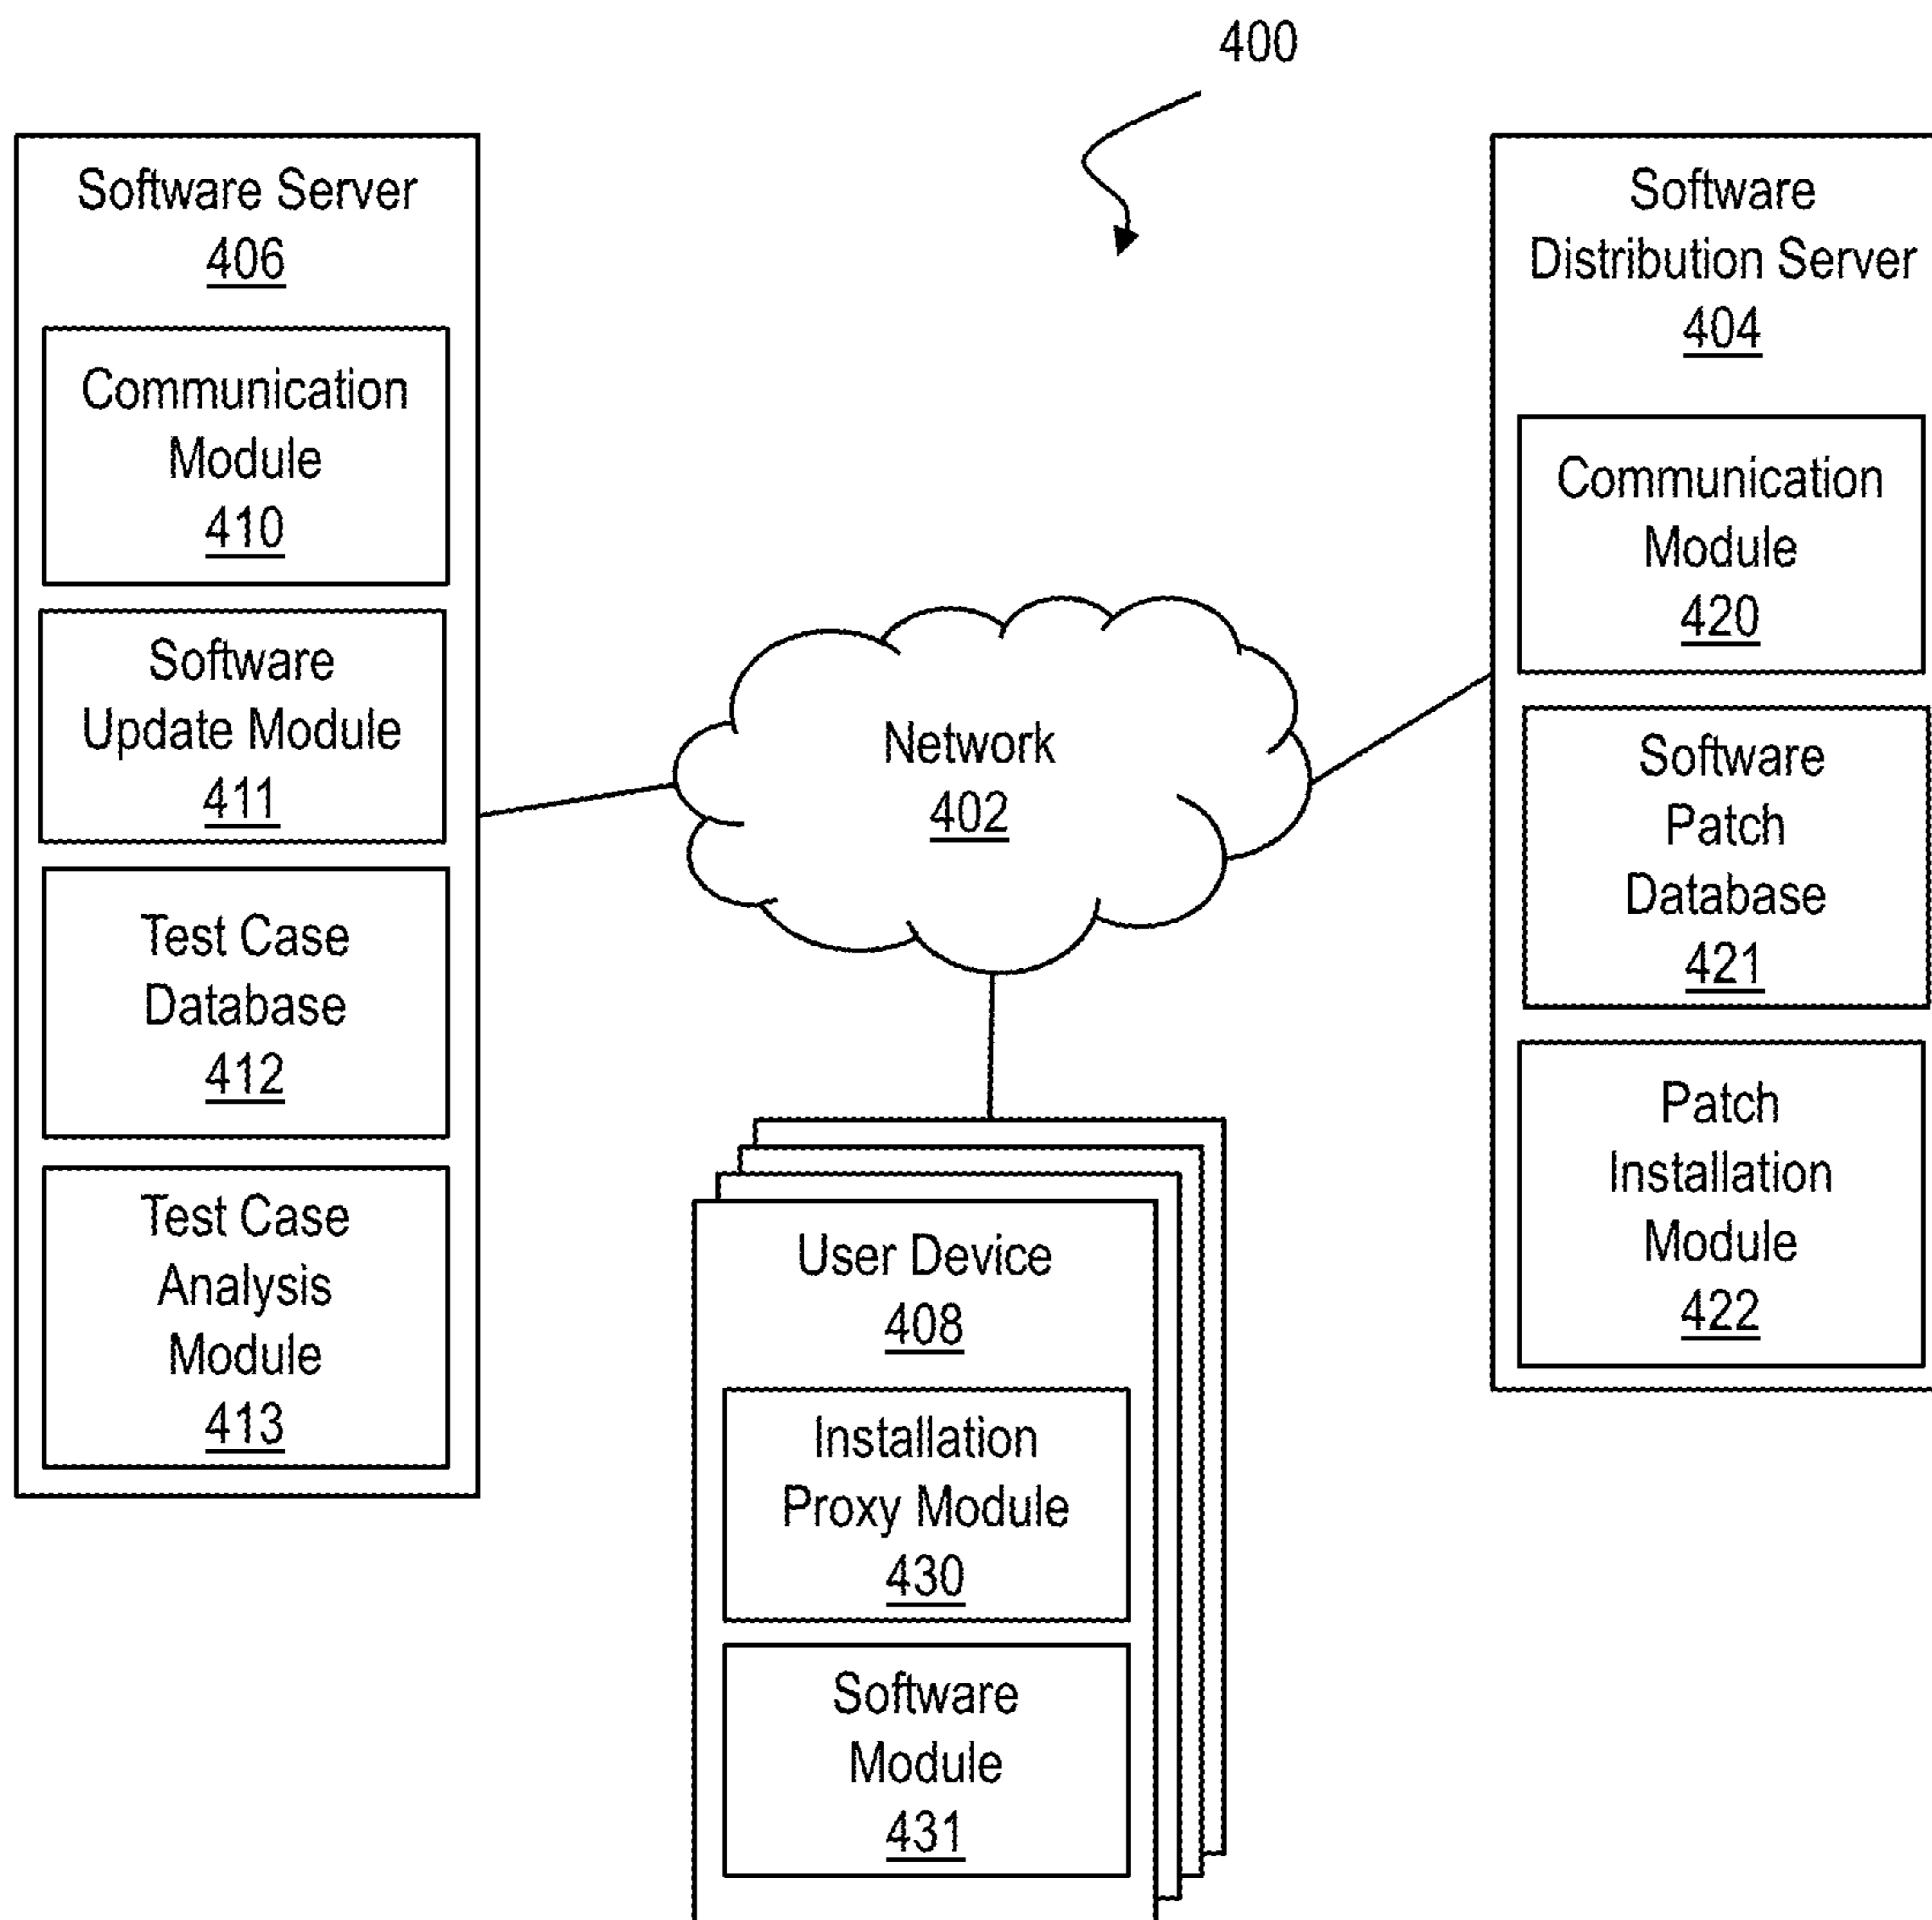 400
Software Server
406
Communication
Module
410
Software
Update Module
411
Test Case
Database
412
Test Case
Analysis
Module
413
Network
402
Software
Distribution Server
404
Communication
Module
420
Software
Patch
Database
421
Patch
Installation
Module
422
User Device
408
Installation
Proxy Module
430
Software
Module
431